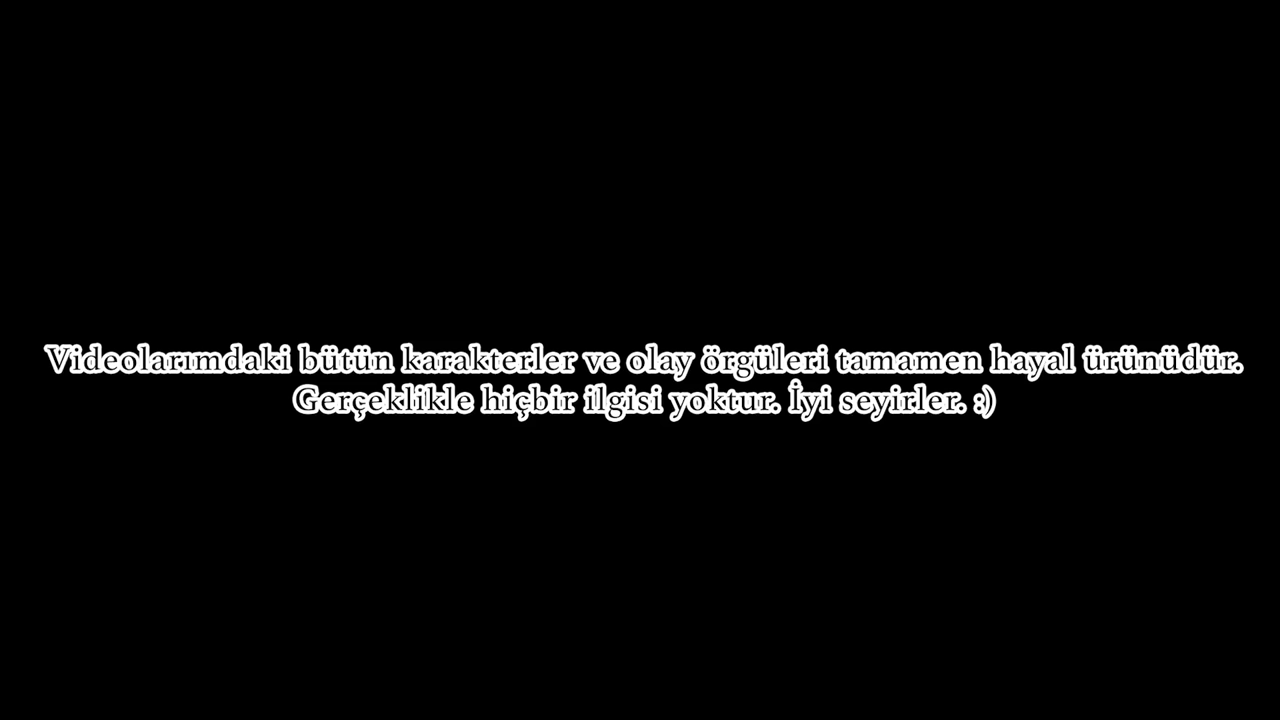 Videolarımdaki bütün karakterler ve olay örgüleri tamamen hayal ürünüdür.
Gerçeklikle hiçbir ilgisi yoktur. İyi seyirler. :)